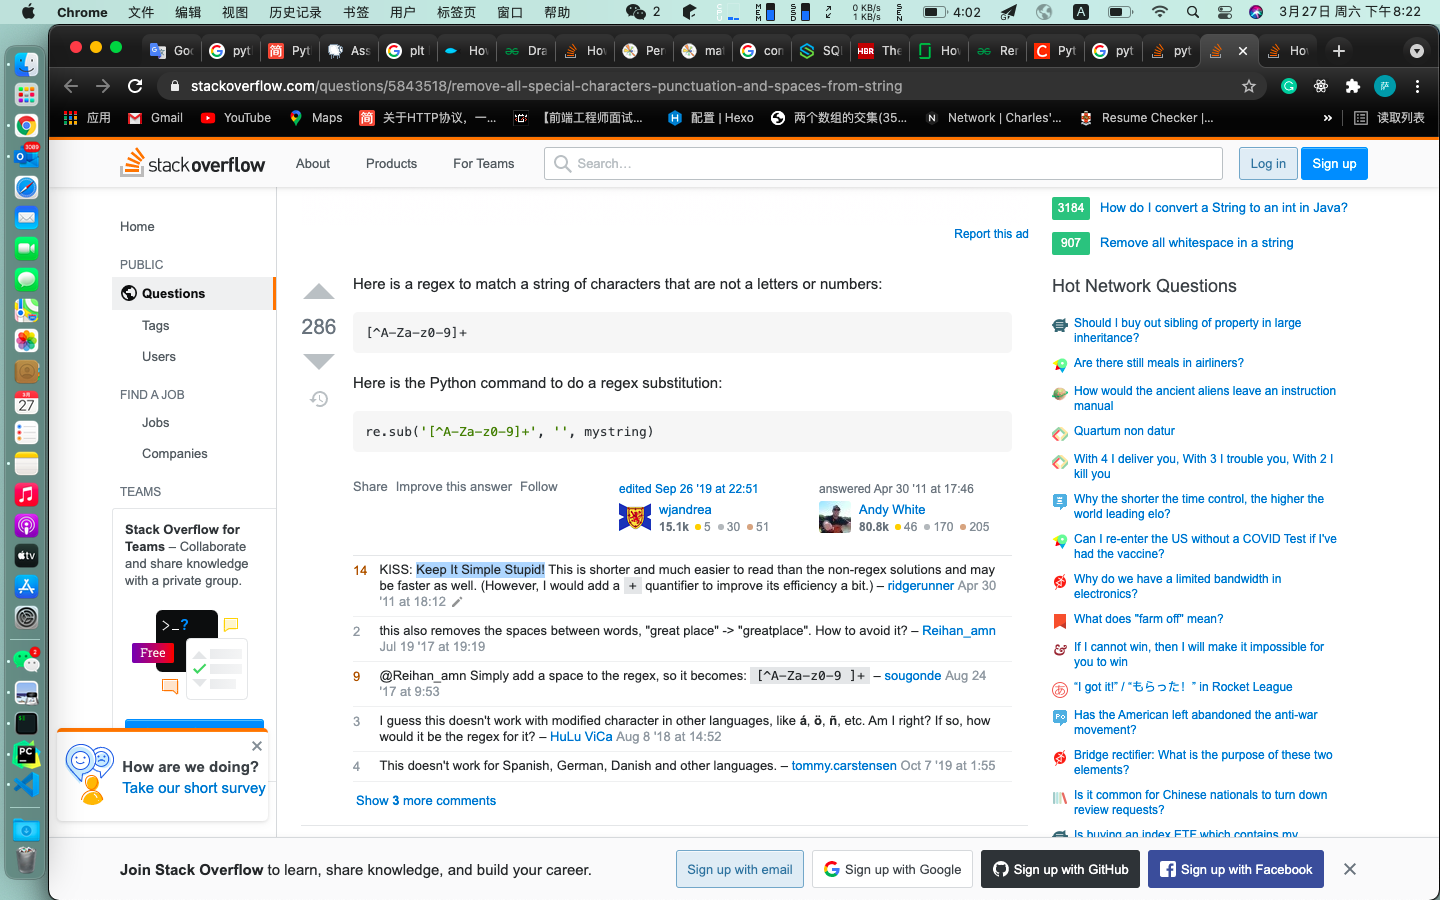 Chrome 文件 编辑 视图 历史记录 书签 用户 标签页 窗口 帮助 2 0 KB/s 1 KB/s 4:02 A 3月27日 周六 下午8:22
Goo pyt Pyt Ass plt Hov Dra Hov Per ma con SQ The Hov Rer Pyt pyt pyt Hov
stackoverflow.com/questions/5843518/remove-all-special-characters-punctuation-and-spaces-from-string
应用 Gmail YouTube Maps 关于HTTP协议，一... 【前端工程师面试... 配置 | Hexo 两个数组的交集(35... Network | Charles'... Resume Checker |... » 读取列表
stackoverflow About Products For Teams Search... Log in Sign up
Home
PUBLIC
Questions
Tags
Users
FIND A JOB
Jobs
Companies
TEAMS
Stack Overflow for
Teams – Collaborate
and share knowledge
with a private group.
>_?
Free
How are we doing?
Take our short survey
Report this ad
286
Here is a regex to match a string of characters that are not a letters or numbers:
[^A-Za-z0-9]+
Here is the Python command to do a regex substitution:
re.sub('[^A-Za-z0-9]+', '', mystring)
Share Improve this answer Follow
edited Sep 26 '19 at 22:51
wjandrea
15.1k 5 30 51
answered Apr 30 '11 at 17:46
Andy White
80.8k 46 170 205
14 KISS: Keep It Simple Stupid! This is shorter and much easier to read than the non-regex solutions and may
be faster as well. (However, I would add a + quantifier to improve its efficiency a bit.) – ridgerunner Apr 30
'11 at 18:12
2 this also removes the spaces between words, "great place" -> "greatplace". How to avoid it? – Reihan_amn
Jul 19 '17 at 19:19
9 @Reihan_amn Simply add a space to the regex, so it becomes: [^A-Za-z0-9 ]+ – sougonde Aug 24
'17 at 9:53
3 I guess this doesn't work with modified character in other languages, like á, ö, ñ, etc. Am I right? If so, how
would it be the regex for it? – HuLu ViCa Aug 8 '18 at 14:52
4 This doesn't work for Spanish, German, Danish and other languages. – tommy.carstensen Oct 7 '19 at 1:55
Show 3 more comments
3184 How do I convert a String to an int in Java?
907 Remove all whitespace in a string
Hot Network Questions
Should I buy out sibling of property in large
inheritance?
Are there still meals in airliners?
How would the ancient aliens leave an instruction
manual
Quartum non datur
With 4 I deliver you, With 3 I trouble you, With 2 I
kill you
Why the shorter the time control, the higher the
world leading elo?
Can I re-enter the US without a COVID Test if I've
had the vaccine?
Why do we have a limited bandwidth in
electronics?
What does "farm off" mean?
If I cannot win, then I will make it impossible for
you to win
"I got it!" / "もらった！" in Rocket League
Has the American left abandoned the anti-war
movement?
Bridge rectifier: What is the purpose of these two
elements?
Is it common for Chinese nationals to turn down
review requests?
Is buying an index ETF which contains my
Join Stack Overflow to learn, share knowledge, and build your career.
Sign up with email Sign up with Google Sign up with GitHub Sign up with Facebook